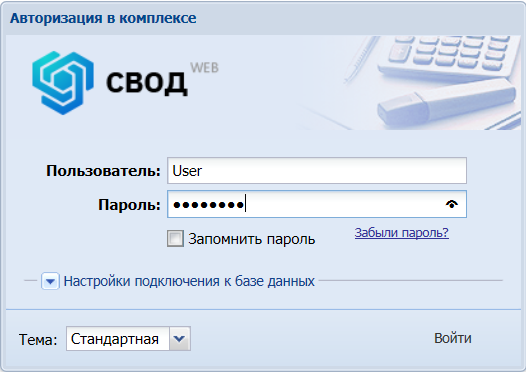 Авторизация в комплексе
СВОД WEB
Пользователь: User
Пароль: ●●●●●●●●
Запомнить пароль Забыли пароль?
Настройки подключения к базе данных
Тема: Стандартная Войти